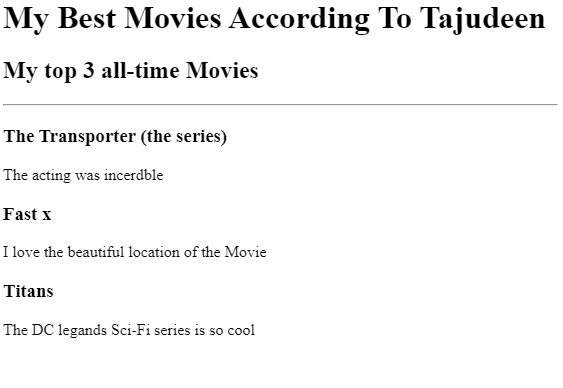 My Best Movies According To Tajudeen
My top 3 all-time Movies
The Transporter (the series)
The acting was incerdble
Fast x
I love the beautiful location of the Movie
Titans
The DC legands Sci-Fi series is so cool